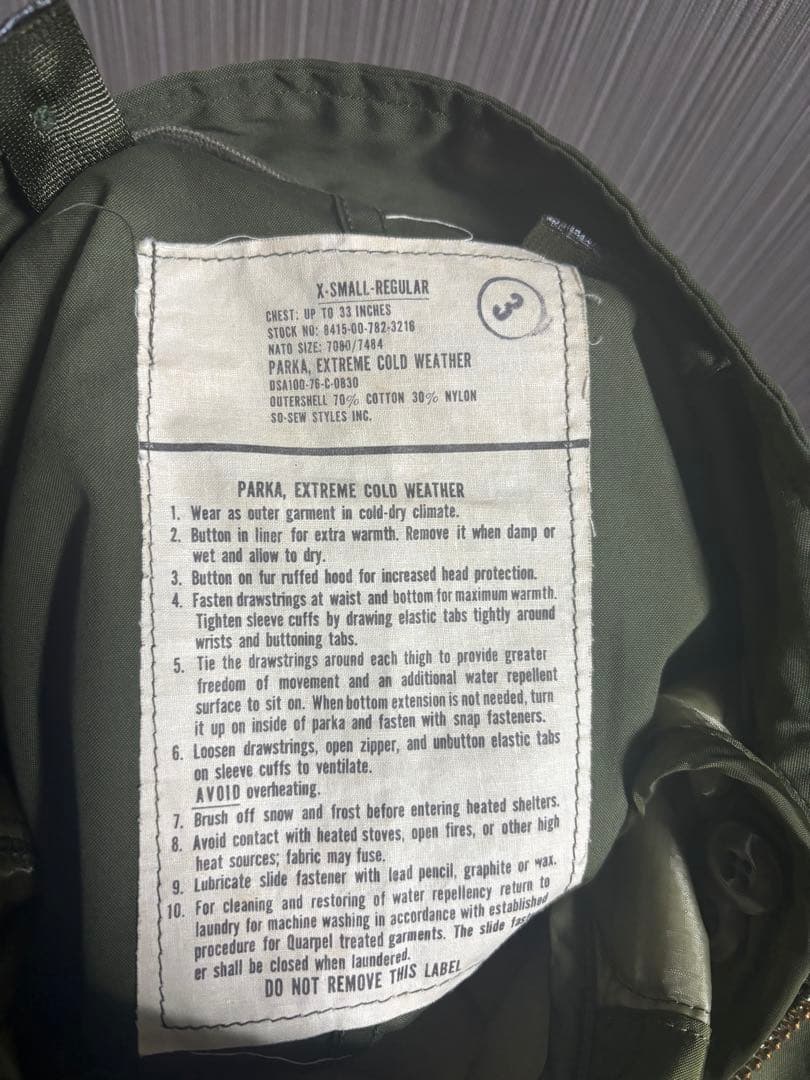 X-SMALL-REGULAR
3
CHEST: UP TO 33 INCHES
STOCK NO: 8415-00-782-3216
NATO SIZE: 7080/7484
PARKA, EXTREME COLD WEATHER
DSA100-76-C-0830
OUTERSHELL 70% COTTON 30% NYLON
SO-SEW STYLES INC.
PARKA, EXTREME COLD WEATHER
1. Wear as outer garment in cold-dry climate.
2. Button in liner for extra warmth. Remove it when damp or
wet and allow to dry.
3. Button on fur ruffed hood for increased head protection.
4. Fasten drawstrings at waist and bottom for maximum warmth.
Tighten sleeve cuffs by drawing elastic tabs tightly around
wrists and buttoning tabs.
5. Tie the drawstrings around each thigh to provide greater
freedom of movement and an additional water repellent
surface to sit on. When bottom extension is not needed, turn
it up on inside of parka and fasten with snap fasteners.
6. Loosen drawstrings, open zipper, and unbutton elastic tabs
on sleeve cuffs to ventilate.
AVOID overheating.
7. Brush off snow and frost before entering heated shelters.
8. Avoid contact with heated stoves, open fires, or other high
heat sources; fabric may fuse.
9. Lubricate slide fastener with lead pencil, graphite or wax.
10. For cleaning and restoring of water repellency return to
laundry for machine washing in accordance with established
procedure for Quarpel treated garments. The slide fasten-
er shall be closed when laundered.
DO NOT REMOVE THIS LABEL